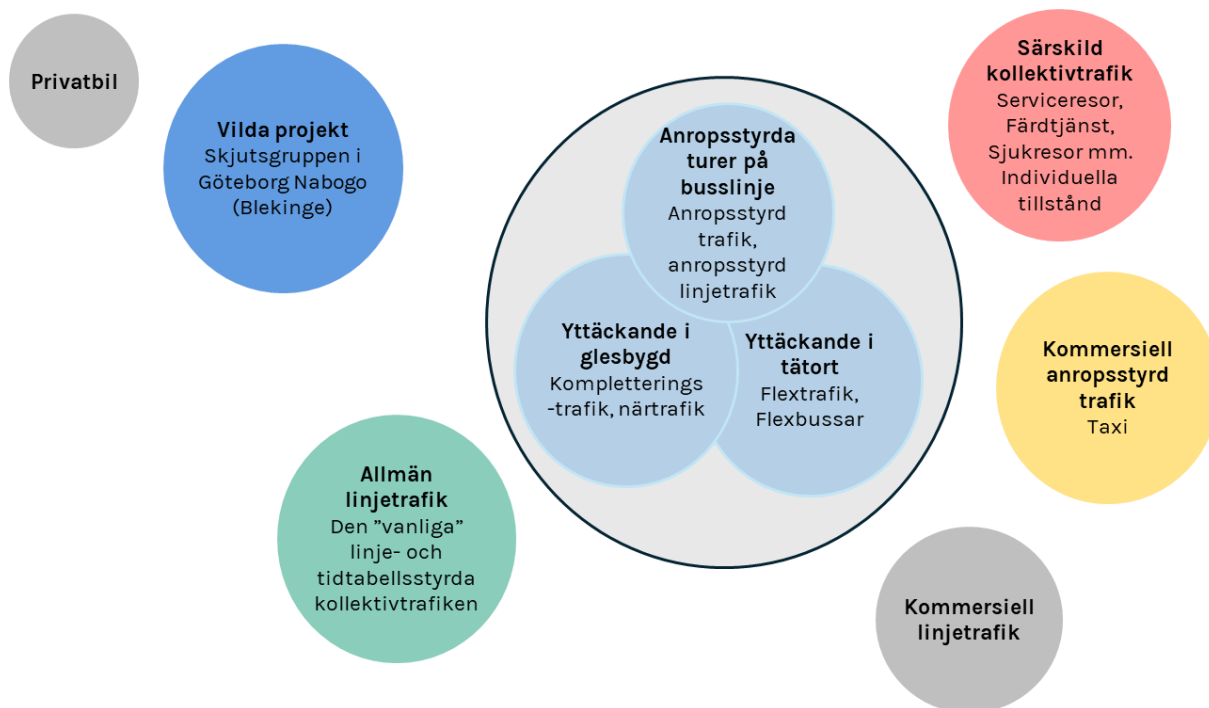 Privatbil
Vilda projekt
Skjutsgruppen i
Göteborg Nabogo
(Blekinge)
Anropsstyrda
turer på
busslinje
Anropsstyrd
trafik,
anropsstyrd
linjetrafik
Särskild
kollektivtrafik
Serviceresor,
Färdtjänst,
Sjukresor mm.
Individuella
tillstånd
Yttäckande i
glesbygd
Kompletterings
-trafik, närtrafik
Yttäckande i
tätort
Flextrafik,
Flexbussar
Kommersiell
anropsstyrd
trafik
Taxi
Allmän
linjetrafik
Den ”vanliga”
linje- och
tidtabellsstyrda
kollektivtrafiken
Kommersiell
linjetrafik